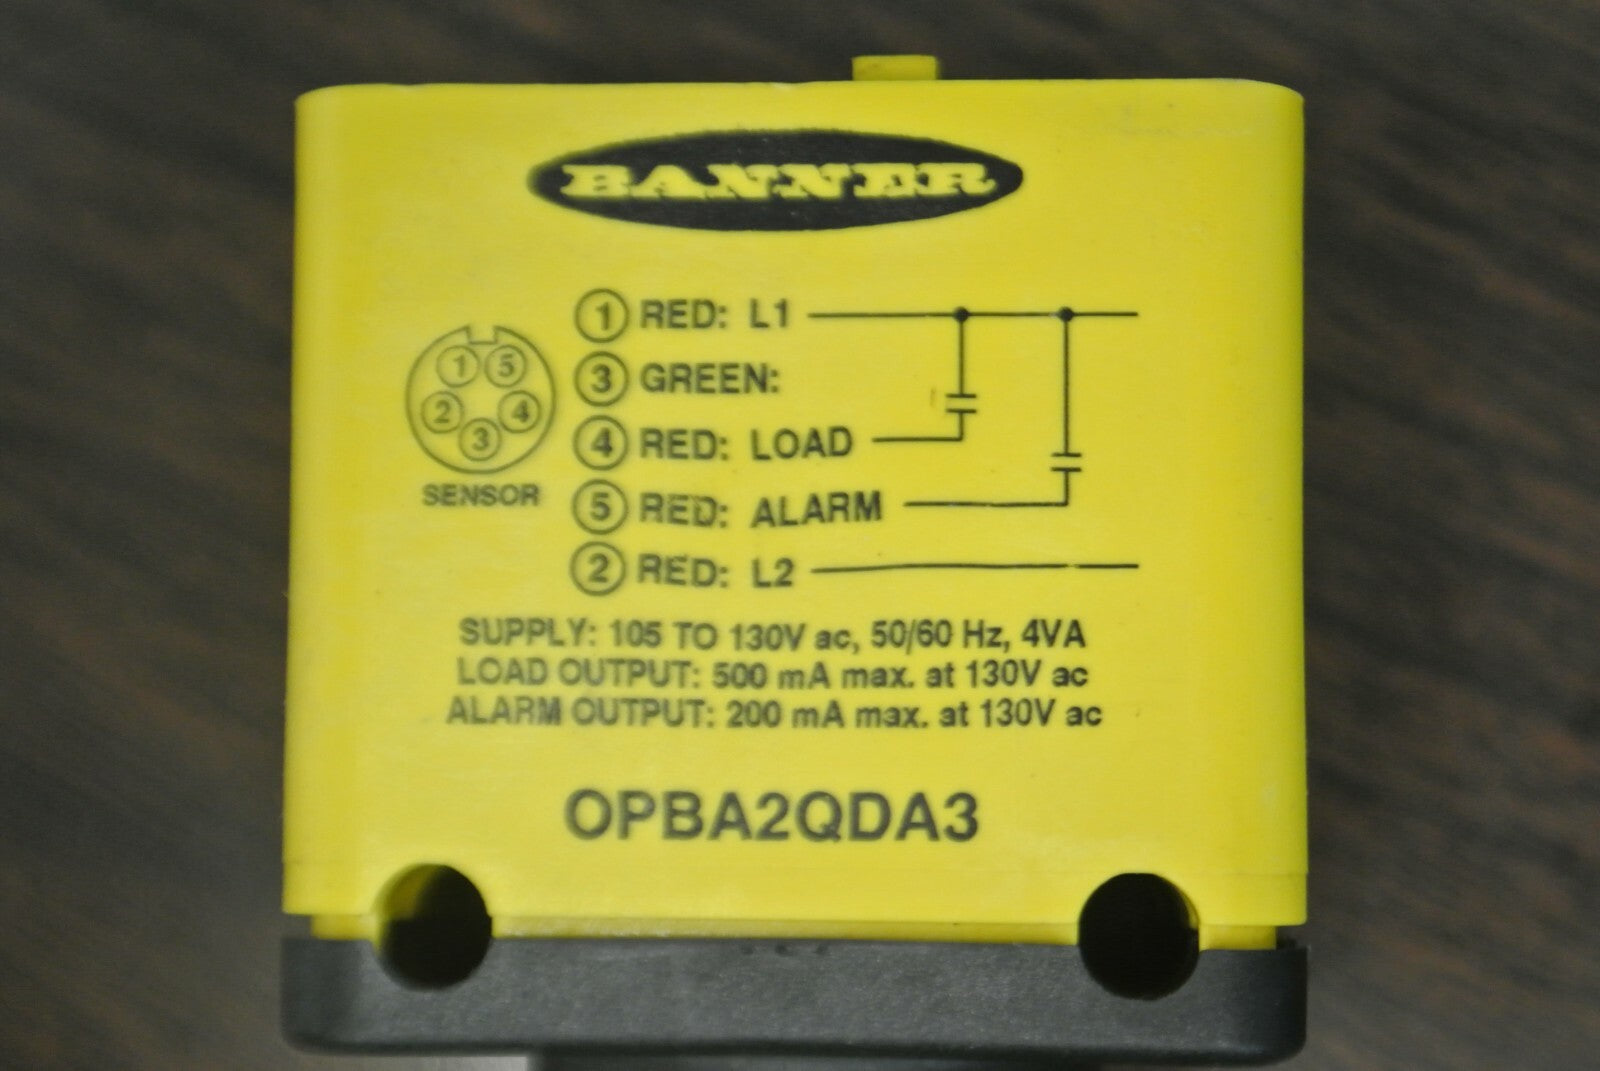 BANNER
1 RED: L1
3 GREEN:
4 RED: LOAD
5 RED: ALARM
2 RED: L2
1 5
2 4
3
SENSOR
SUPPLY: 105 TO 130V ac, 50/60 Hz, 4VA
LOAD OUTPUT: 500 mA max. at 130V ac
ALARM OUTPUT: 200 mA max. at 130V ac
OPBA2QDA3